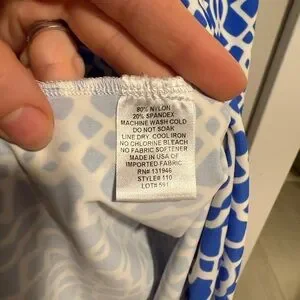 80% NYLON
20% SPANDEX
MACHINE WASH COLD
DO NOT SOAK
LINE DRY, COOL IRON
NO CHLORINE BLEACH
NO FABRIC SOFTENER
MADE IN USA OF
IMPORTED FABRIC
RN# 131946
STYLE# 110
LOT# 591